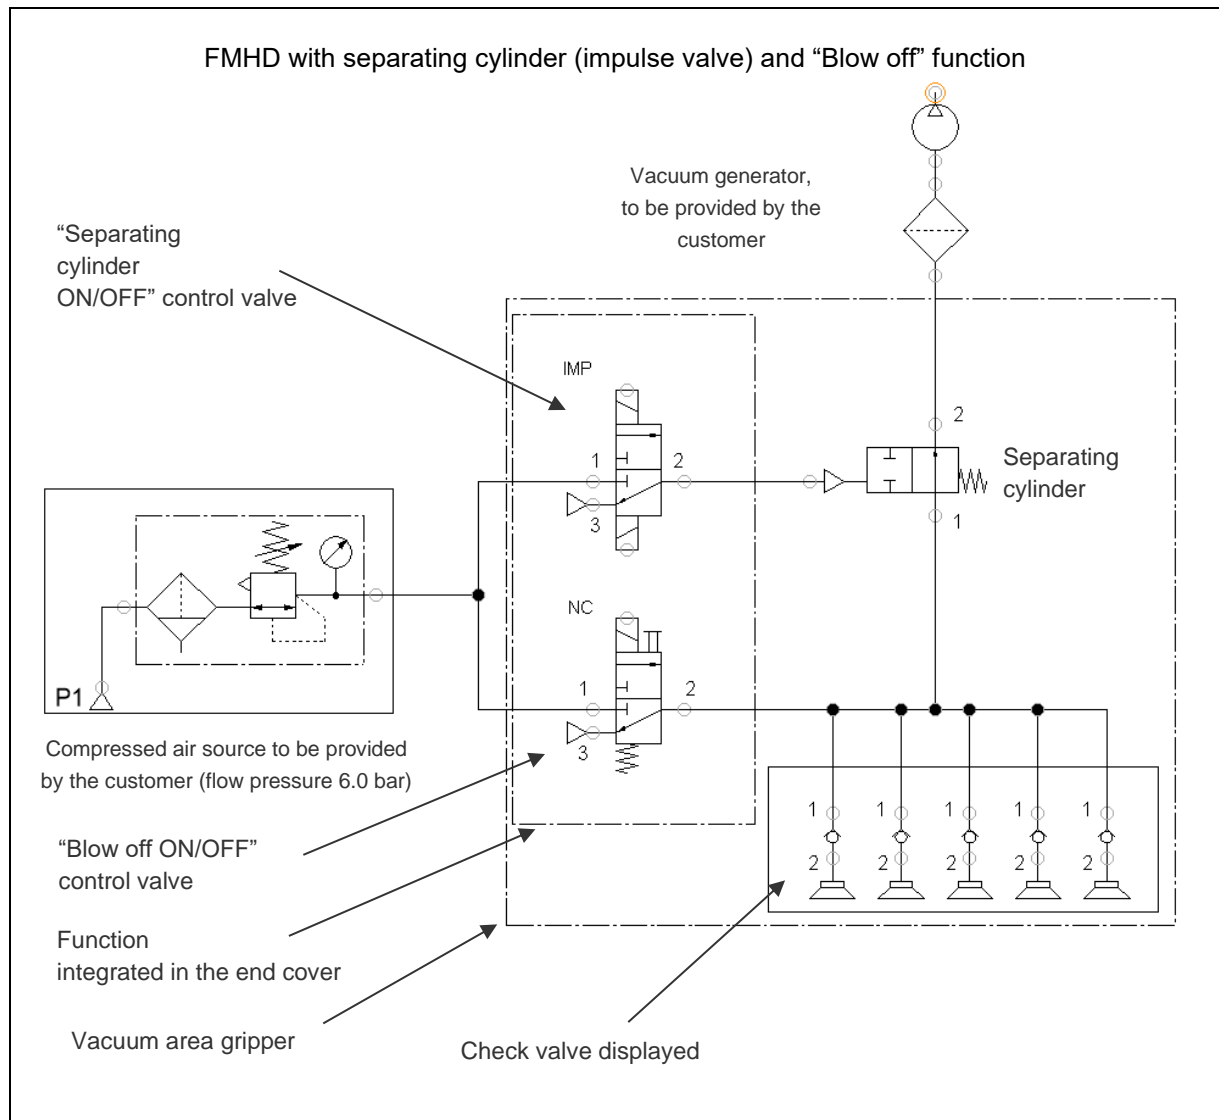 FMHD with separating cylinder (impulse valve) and “Blow off” function
Vacuum generator,
to be provided by the
customer
“Separating
cylinder
ON/OFF” control valve
IMP
1
2
3
2
Separating
cylinder
1
NC
1
2
3
P1
Compressed air source to be provided
by the customer (flow pressure 6.0 bar)
1
1
1
1
1
2
2
2
2
2
“Blow off ON/OFF”
control valve
Function
integrated in the end cover
Vacuum area gripper
Check valve displayed